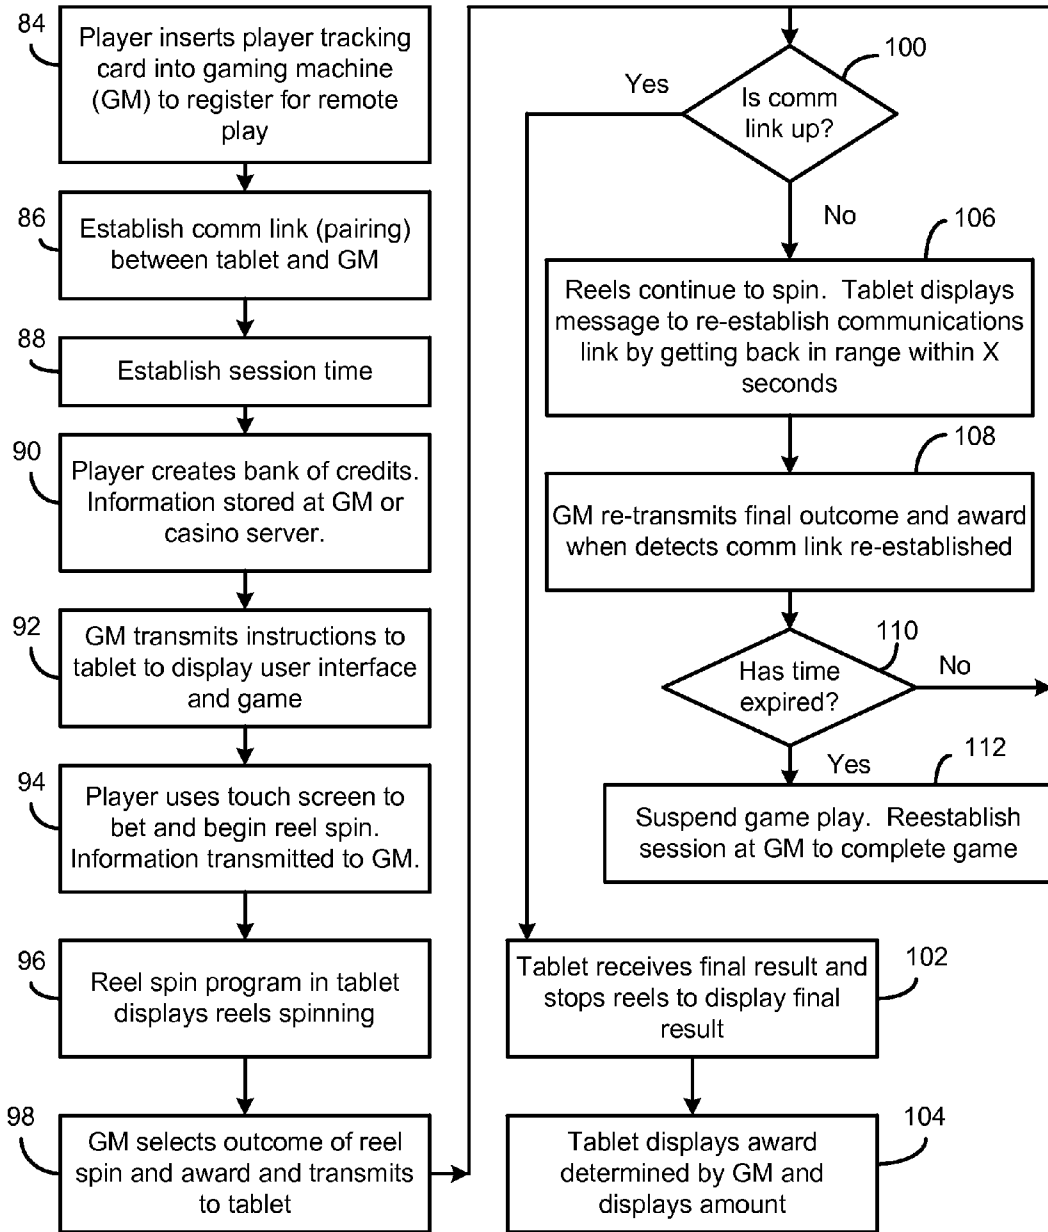 84
Player inserts player tracking
card into gaming machine
(GM) to register for remote
play
86
Establish comm link (pairing)
between tablet and GM
88
Establish session time
90
Player creates bank of credits.
Information stored at GM or
casino server.
92
GM transmits instructions to
tablet to display user interface
and game
94
Player uses touch screen to
bet and begin reel spin.
Information transmitted to GM.
96
Reel spin program in tablet
displays reels spinning
98
GM selects outcome of reel
spin and award and transmits
to tablet
100
Is comm
link up?
Yes
No
106
Reels continue to spin. Tablet displays
message to re-establish communications
link by getting back in range within X
seconds
108
GM re-transmits final outcome and award
when detects comm link re-established
110
Has time
expired?
No
Yes
112
Suspend game play. Reestablish
session at GM to complete game
102
Tablet receives final result and
stops reels to display final
result
104
Tablet displays award
determined by GM and
displays amount